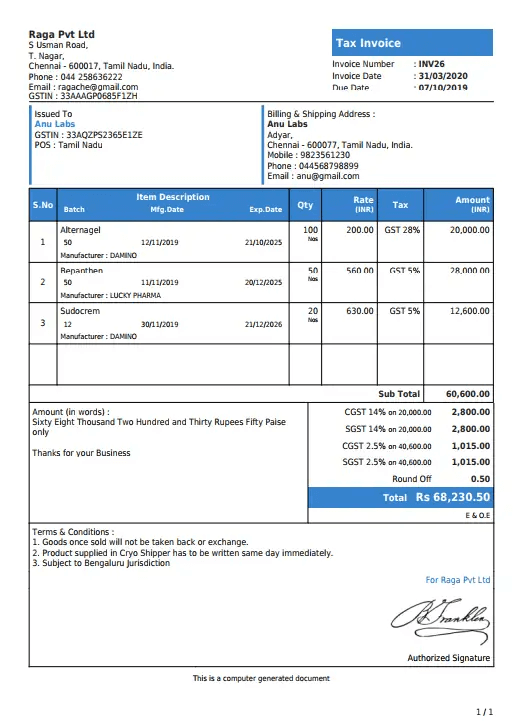 Raga Pvt Ltd
S Usman Road,
T. Nagar,
Chennai - 600017, Tamil Nadu, India.
Phone : 044 258636222
Email : ragache@gmail.com
GSTIN : 33AAAGP0685F1ZH
Tax Invoice
Invoice Number : INV26
Invoice Date : 31/03/2020
Due Date : 07/10/2019
Issued To
Anu Labs
GSTIN : 33AQZPS2365E1ZE
POS : Tamil Nadu
Billing & Shipping Address :
Anu Labs
Adyar,
Chennai - 600077, Tamil Nadu, India.
Mobile : 9823561230
Phone : 044568798899
Email : anu@gmail.com
S.No Item Description Qty Rate (INR) Tax Amount (INR)
Batch Mfg.Date Exp.Date
1 Alternagel 100 Nos 200.00 GST 28% 20,000.00
50 12/11/2019 21/10/2025
Manufacturer : DAMINO
2 Bepanthen 50 Nos 560.00 GST 5% 28,000.00
50 11/11/2019 20/12/2025
Manufacturer : LUCKY PHARMA
3 Sudocrem 20 Nos 630.00 GST 5% 12,600.00
12 30/11/2019 21/12/2026
Manufacturer : DAMINO
Sub Total 60,600.00
Amount (in words) :
Sixty Eight Thousand Two Hundred and Thirty Rupees Fifty Paise
only
Thanks for your Business
CGST 14% on 20,000.00 2,800.00
SGST 14% on 20,000.00 2,800.00
CGST 2.5% on 40,600.00 1,015.00
SGST 2.5% on 40,600.00 1,015.00
Round Off 0.50
Total Rs 68,230.50
E & O.E
Terms & Conditions :
1. Goods once sold will not be taken back or exchange.
2. Product supplied in Cryo Shipper has to be written same day immediately.
3. Subject to Bengaluru Jurisdiction
For Raga Pvt Ltd
B. Franklin
Authorized Signature
This is a computer generated document
1 / 1